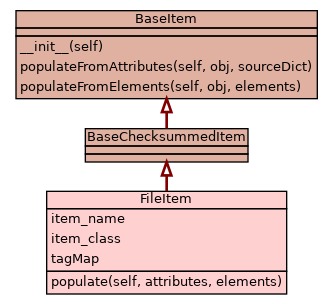 BaseItem
__init__(self)
populateFromAttributes(self, obj, sourceDict)
populateFromElements(self, obj, elements)
BaseChecksummedItem
FileItem
item_name
item_class
tagMap
populate(self, attributes, elements)